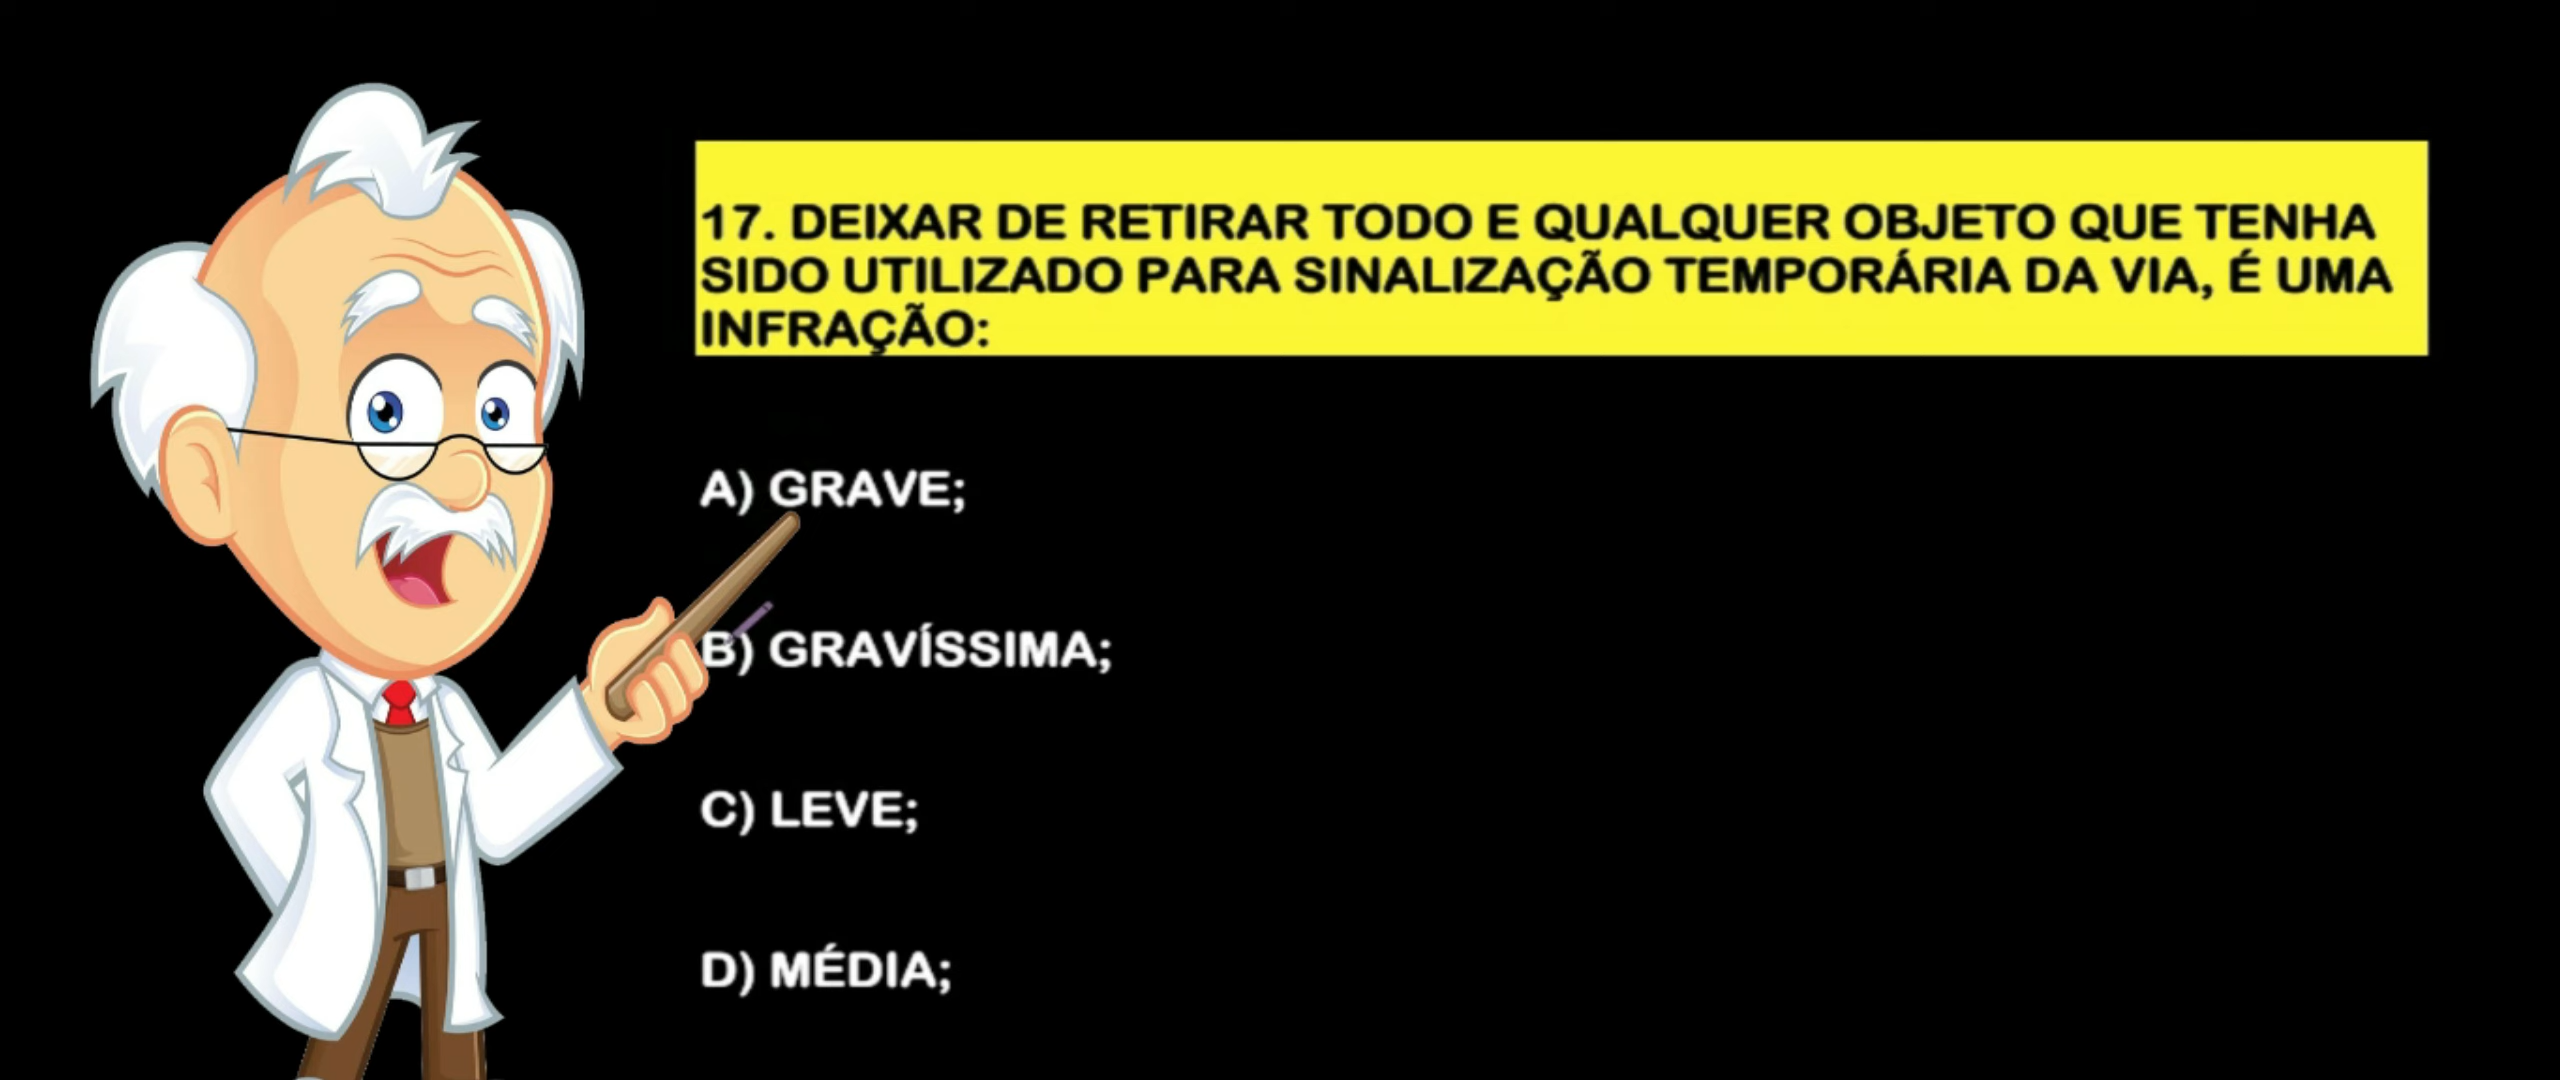 17. DEIXAR DE RETIRAR TODO E QUALQUER OBJETO QUE TENHA
SIDO UTILIZADO PARA SINALIZAÇÃO TEMPORÁRIA DA VIA, É UMA
INFRAÇÃO:
A) GRAVE;
B) GRAVÍSSIMA;
C) LEVE;
D) MÉDIA;